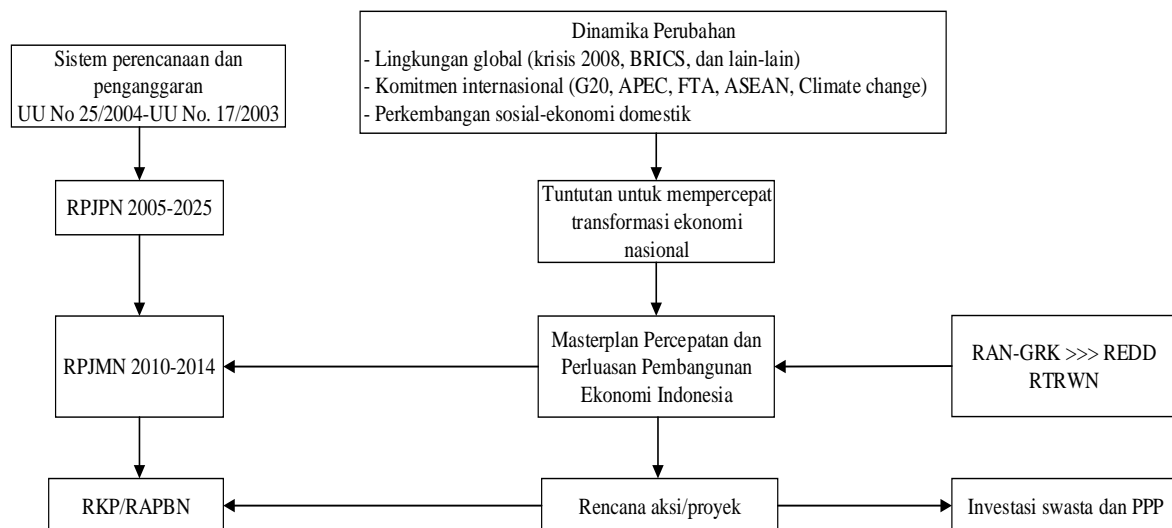 Sistem perencanaan dan
penganggaran
UU No 25/2004-UU No. 17/2003
Dinamika Perubahan
- Lingkungan global (krisis 2008, BRICS, dan lain-lain)
- Komitmen internasional (G20, APEC, FTA, ASEAN, Climate change)
- Perkembangan sosial-ekonomi domestik
RPJPN 2005-2025
Tuntutan untuk mempercepat
transformasi ekonomi
nasional
RPJMN 2010-2014
Masterplan Percepatan dan
Perluasan Pembangunan
Ekonomi Indonesia
RAN-GRK >>> REDD
RTRWN
RKP/RAPBN
Rencana aksi/proyek
Investasi swasta dan PPP